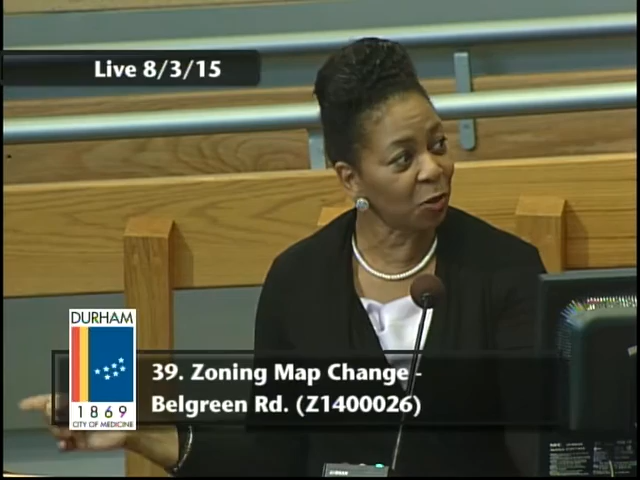 Live 8/3/15
DURHAM
1869
CITY OF MEDICINE
39. Zoning Map Change -
Belgreen Rd. (Z1400026)